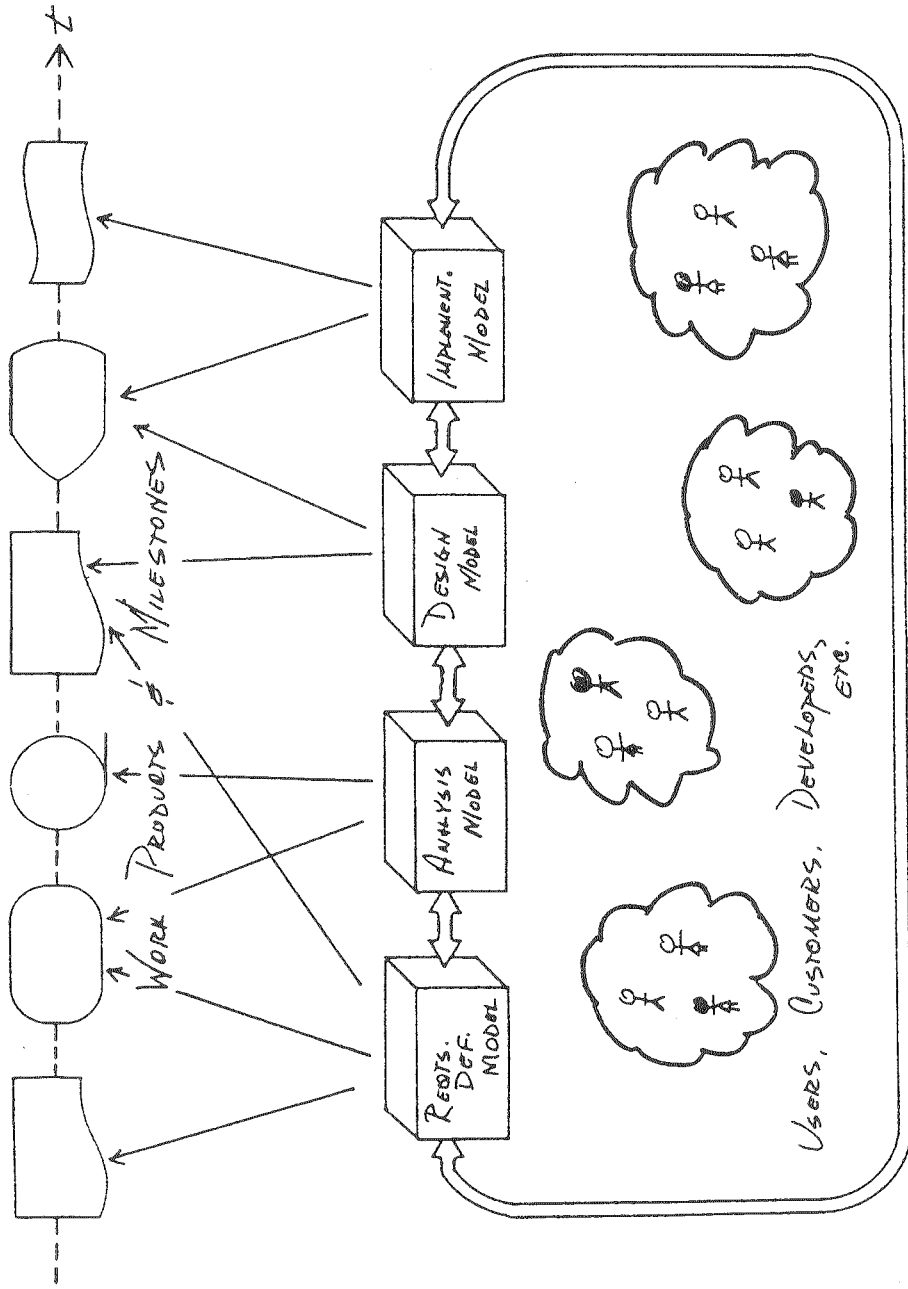 t
Work Products & Milestones
Reqts.
Def.
Model
Analysis
Model
Design
Model
Implement.
Model
Users, Customers, Developers,
etc.